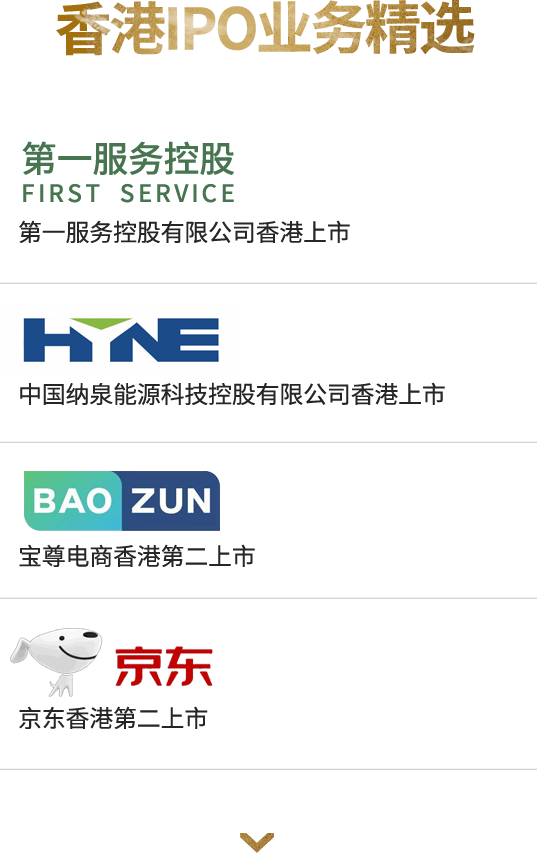 香港IPO业务精选
第一服务控股
FIRST SERVICE
第一服务控股有限公司香港上市
HYNE
中国纳泉能源科技控股有限公司香港上市
BAO ZUN
宝尊电商香港第二上市
京东
京东香港第二上市